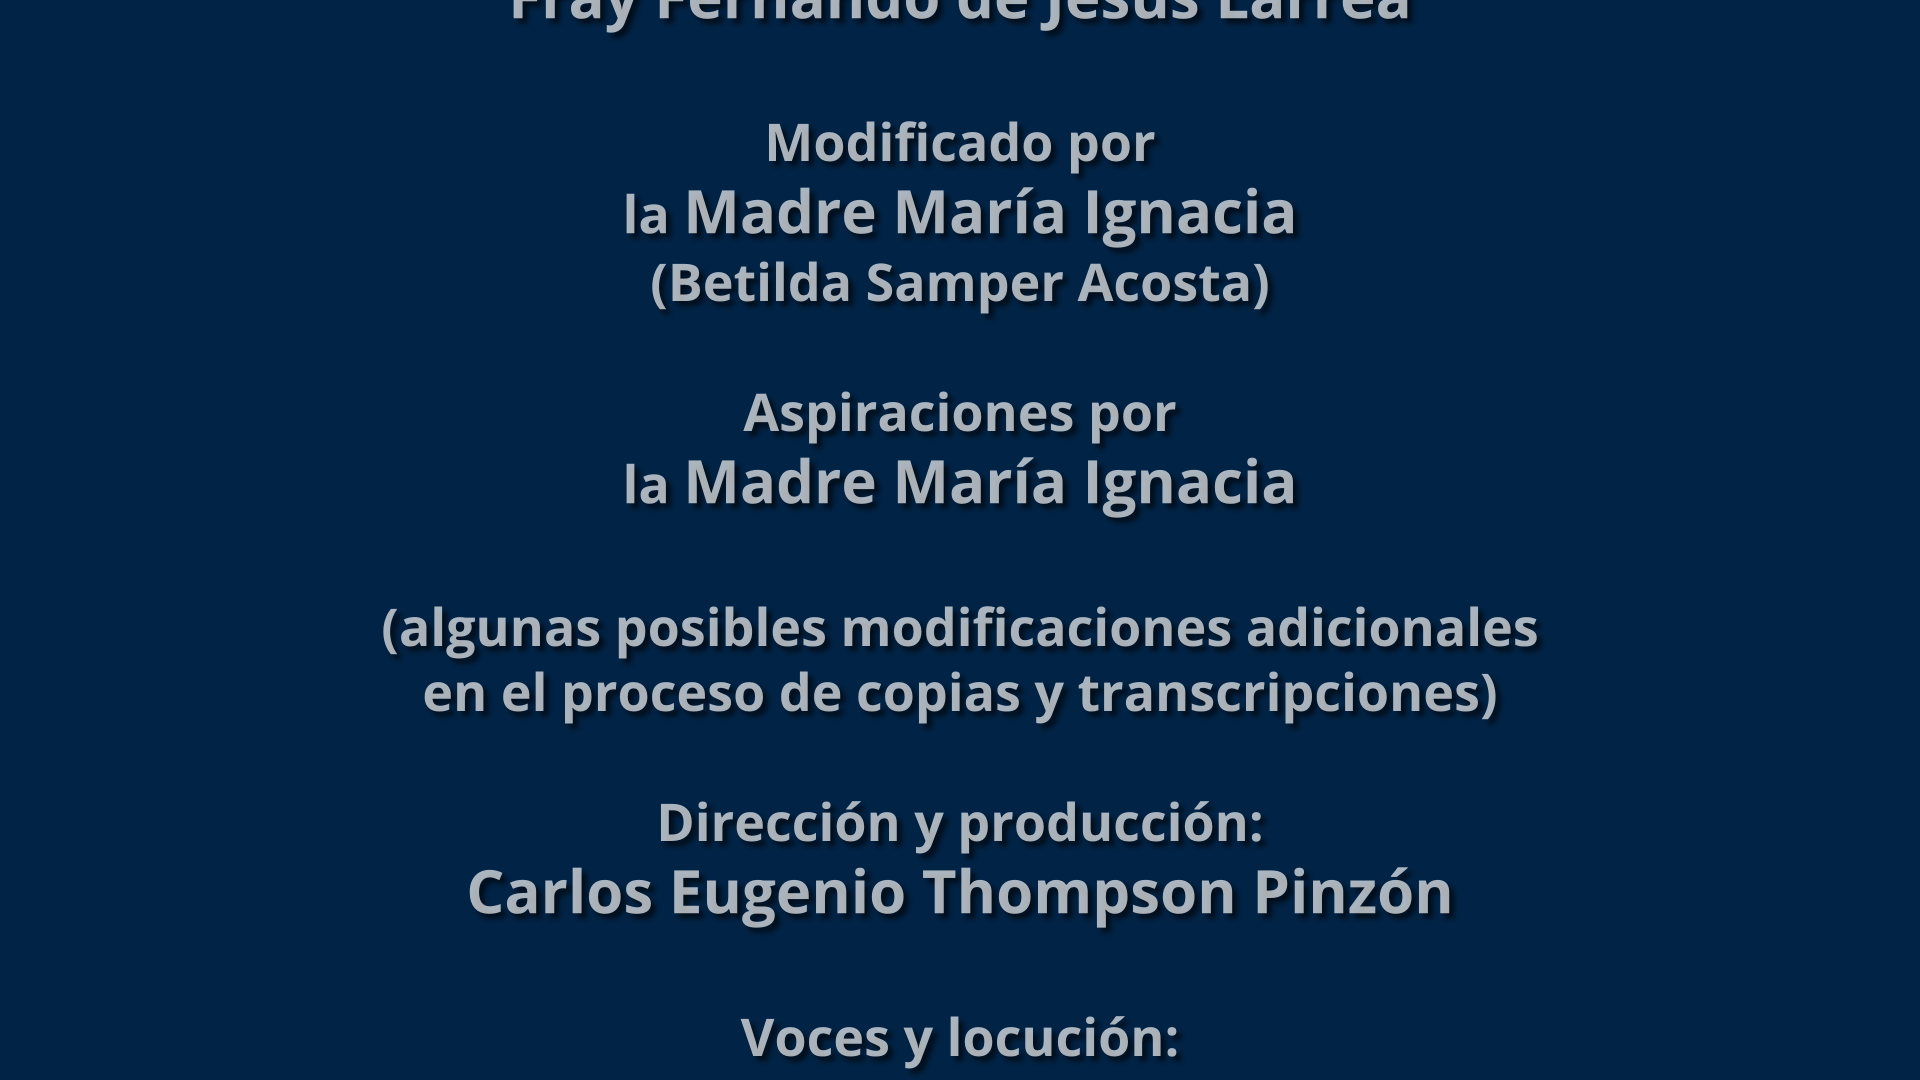 Fray Fernando de Jesús Larrea
Modificado por
la Madre María Ignacia
(Betilda Samper Acosta)
Aspiraciones por
la Madre María Ignacia
(algunas posibles modificaciones adicionales
en el proceso de copias y transcripciones)
Dirección y producción:
Carlos Eugenio Thompson Pinzón
Voces y locución: